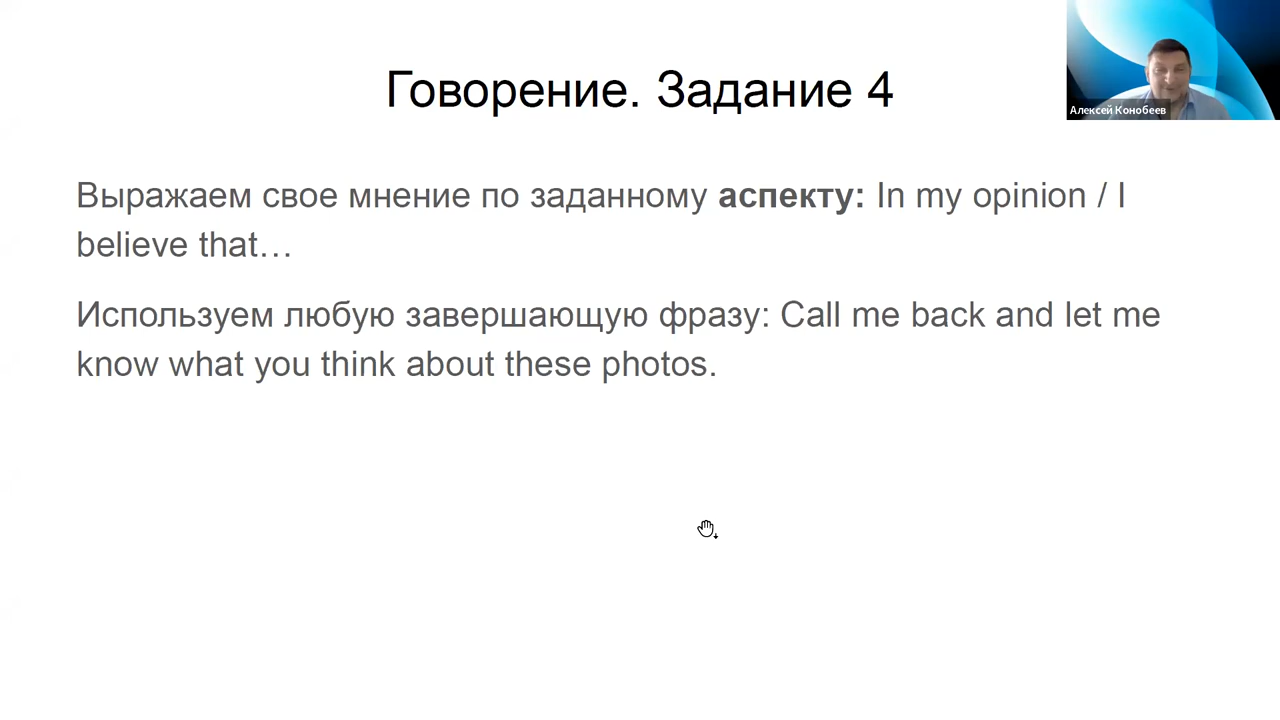 Говорение. Задание 4
Алексей Конобеев
Выражаем свое мнение по заданному аспекту: In my opinion / I
believe that…
Используем любую завершающую фразу: Call me back and let me
know what you think about these photos.